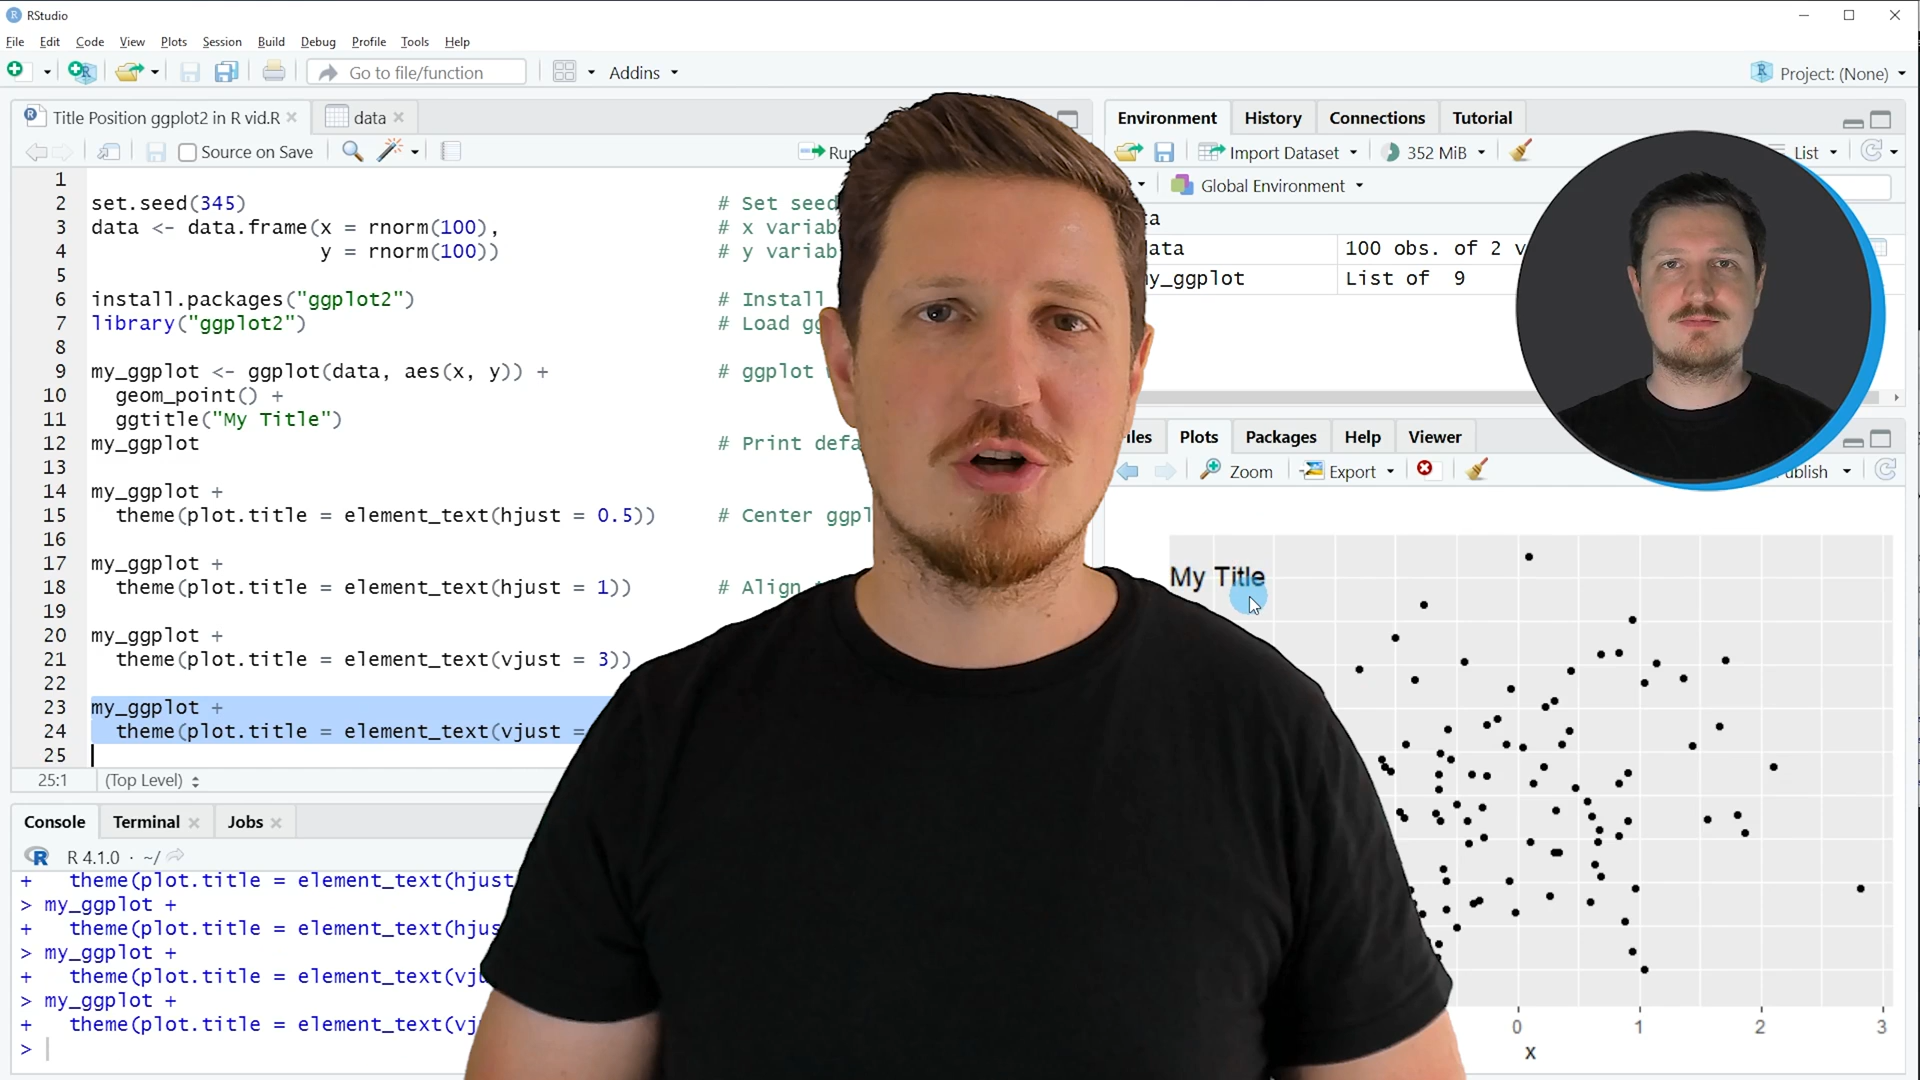 RStudio
File Edit Code View Plots Session Build Debug Profile Tools Help
Go to file/function Addins Project: (None)
Title Position ggplot2 in R vid.R data
Source on Save Run
1
2 set.seed(345) # Set seed
3 data <- data.frame(x = rnorm(100), # x
4 y = rnorm(100)) # y
5
6 install.packages("ggplot2") # Install
7 library("ggplot2") # Load
8
9 my_ggplot <- ggplot(data, aes(x, y)) + # ggplot
10 geom_point() +
11 ggtitle("My Title")
12 my_ggplot # Print
13
14 my_ggplot +
15 theme(plot.title = element_text(hjust = 0.5)) # Center
16
17 my_ggplot +
18 theme(plot.title = element_text(hjust = 1)) # Align
19
20 my_ggplot +
21 theme(plot.title = element_text(vjust = 3))
22
23 my_ggplot +
24 theme(plot.title = element_text(vjust =
25
25:1 (Top Level)
Console Terminal Jobs
R 4.1.0 · ~/
+ theme(plot.title = element_text(hjust
> my_ggplot +
+ theme(plot.title = element_text(hjus
> my_ggplot +
+ theme(plot.title = element_text(vj
> my_ggplot +
+ theme(plot.title = element_text(vj
>
Environment History Connections Tutorial
Import Dataset 352 MiB List
Global Environment
data 100 obs. of 2
my_ggplot List of 9
Plots Packages Help Viewer
Zoom Export
My Title
0 1 2 3
x